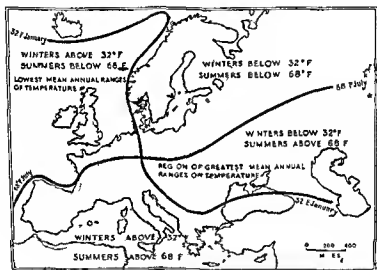 32°F January
WINTERS ABOVE 32°F
SUMMERS BELOW 68°F
LOWEST MEAN ANNUAL RANGES
OF TEMPERATURE
WINTERS BELOW 32°F
SUMMERS BELOW 68°F
68°F July
WINTERS BELOW 32°F
SUMMERS ABOVE 68°F
REGION OF GREATEST MEAN ANNUAL
RANGES OF TEMPERATURE
68°F July
32°F January
WINTERS ABOVE 32°F
SUMMERS ABOVE 68°F
0 200 400
MILES